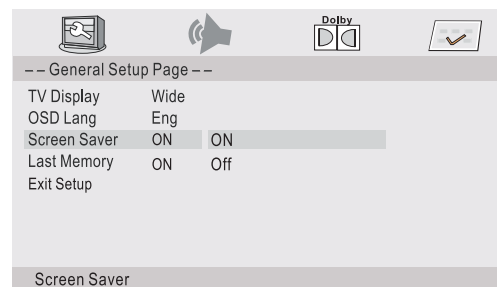 Dolby
-- General Setup Page --
TV Display Wide
OSD Lang Eng
Screen Saver ON ON
Last Memory ON Off
Exit Setup
Screen Saver